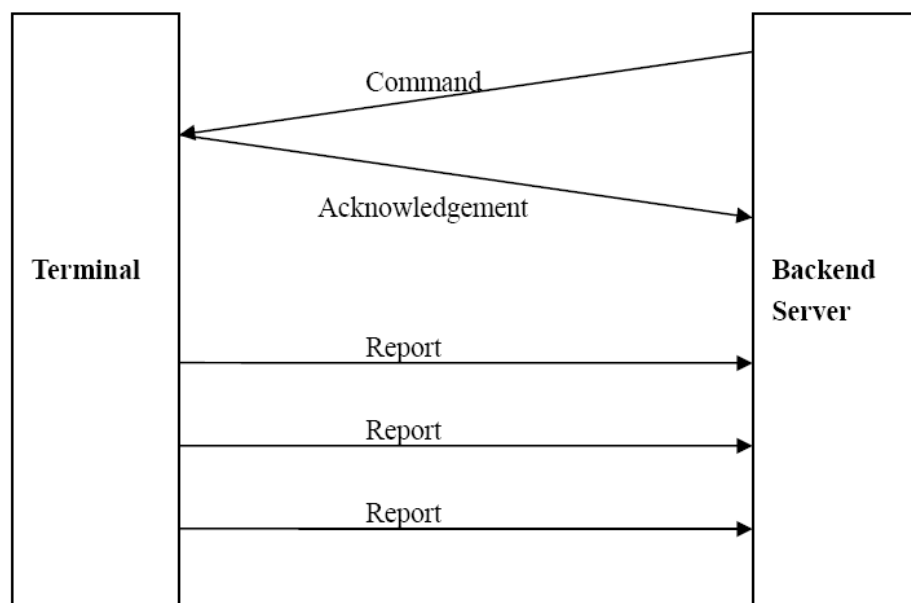 Command
Acknowledgement
Terminal
Backend
Server
Report
Report
Report